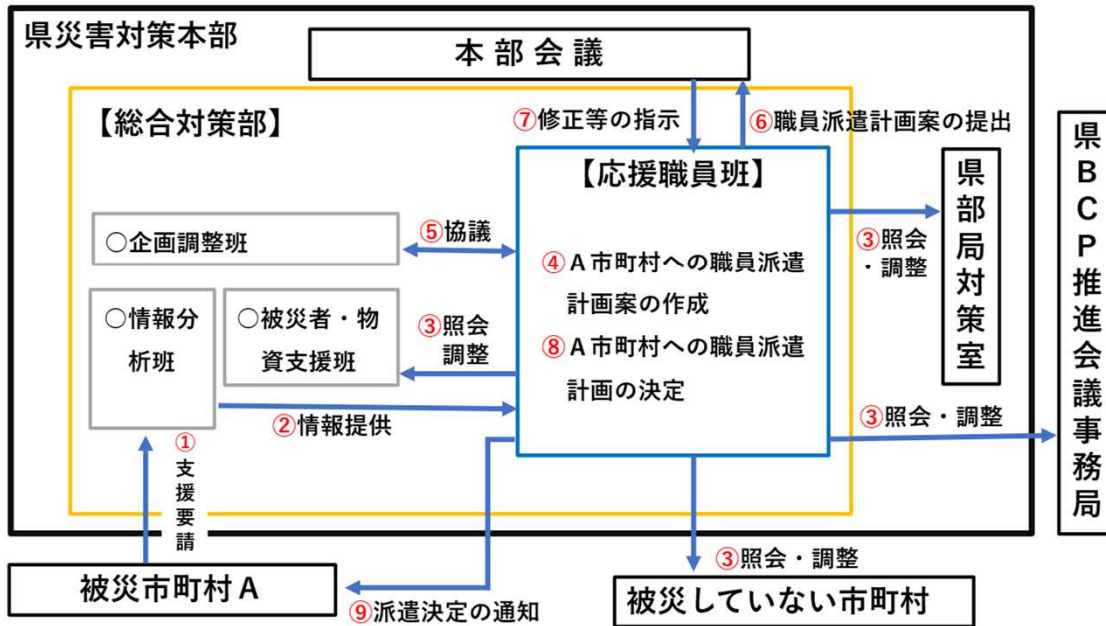 県災害対策本部
本部会議
【総合対策部】
⑦修正等の指示
⑥職員派遣計画案の提出
【応援職員班】
○企画調整班
⑤協議
④A市町村への職員派遣
計画案の作成
⑧A市町村への職員派遣
計画の決定
○情報分
析班
○被災者・物
資支援班
③照会
調整
②情報提供
③照会
・調整
県部局対策室
③照会・調整
県BCP推進会議事務局
①支援要請
被災市町村A
⑨派遣決定の通知
③照会・調整
被災していない市町村